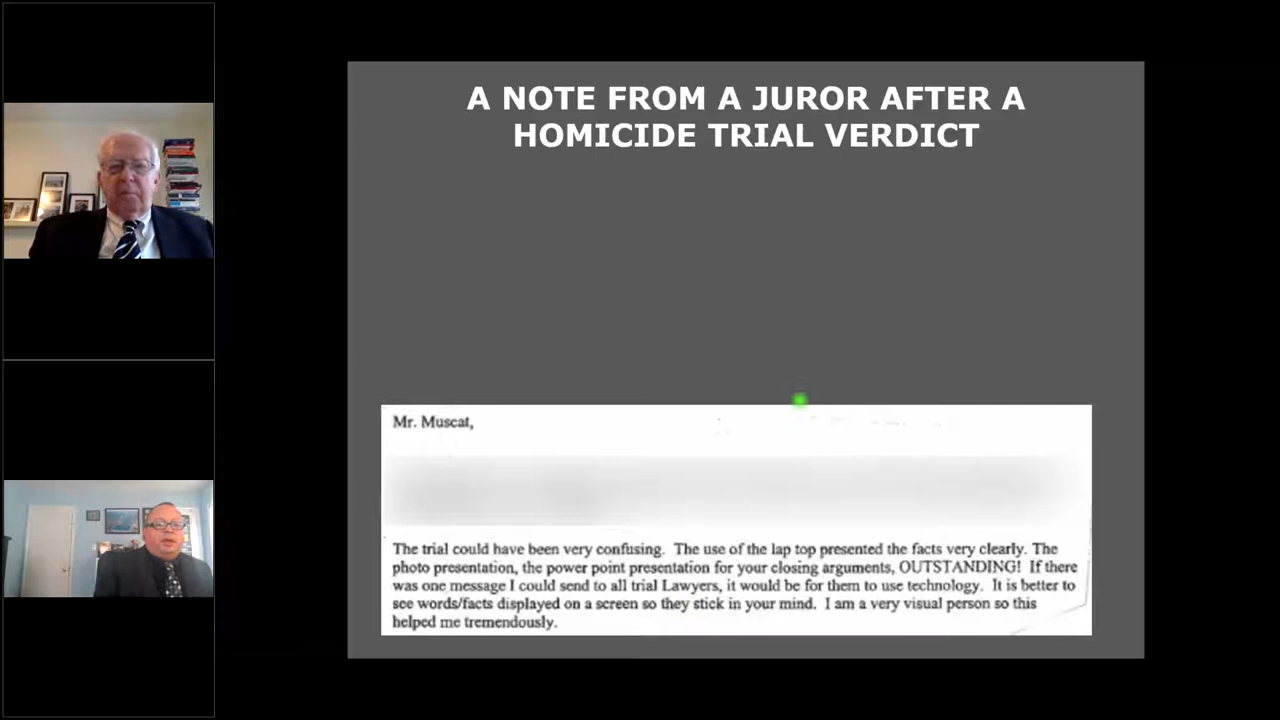 A NOTE FROM A JUROR AFTER A
HOMICIDE TRIAL VERDICT
Mr. Muscat,
The trial could have been very confusing. The use of the lap top presented the facts very clearly. The
photo presentation, the power point presentation for your closing arguments, OUTSTANDING! If there
was one message I could send to all trial Lawyers, it would be for them to use technology. It is better to
see words/facts displayed on a screen so they stick in your mind. I am a very visual person so this
helped me tremendously.